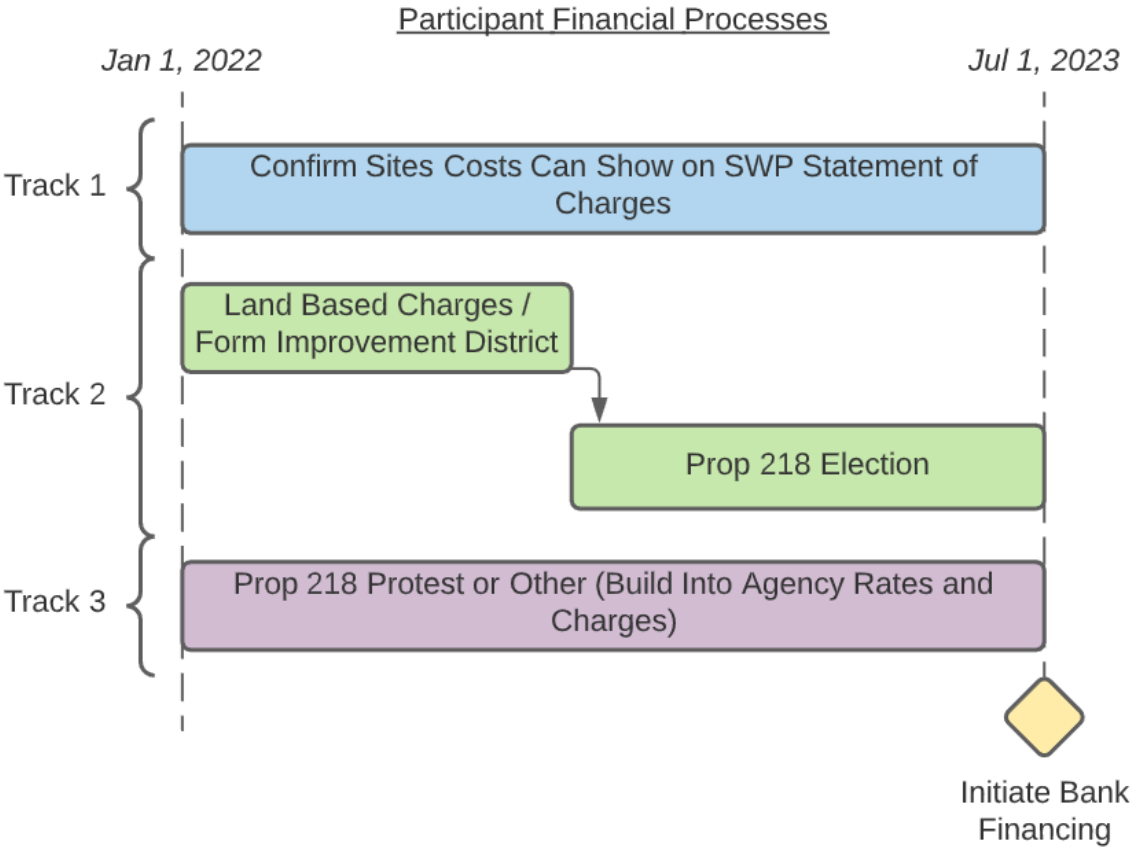 Participant Financial Processes
Jan 1, 2022
Jul 1, 2023
Track 1
Confirm Sites Costs Can Show on SWP Statement of
Charges
Land Based Charges /
Form Improvement District
Track 2
Prop 218 Election
Track 3
Prop 218 Protest or Other (Build Into Agency Rates and
Charges)
Initiate Bank
Financing